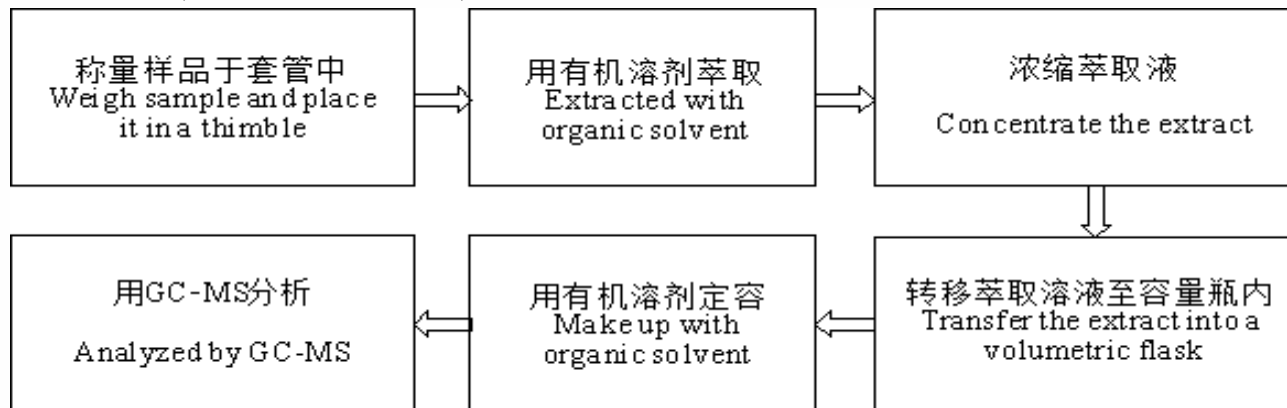 称量样品于套管中
Weigh sample and place
it in a thimble
用有机溶剂萃取
Extracted with
organic solvent
浓缩萃取液
Concentrate the extract
转移萃取溶液至容量瓶内
Transfer the extract into a
volumetric flask
用有机溶剂定容
Make up with
organic solvent
用GC-MS分析
Analyzed by GC-MS